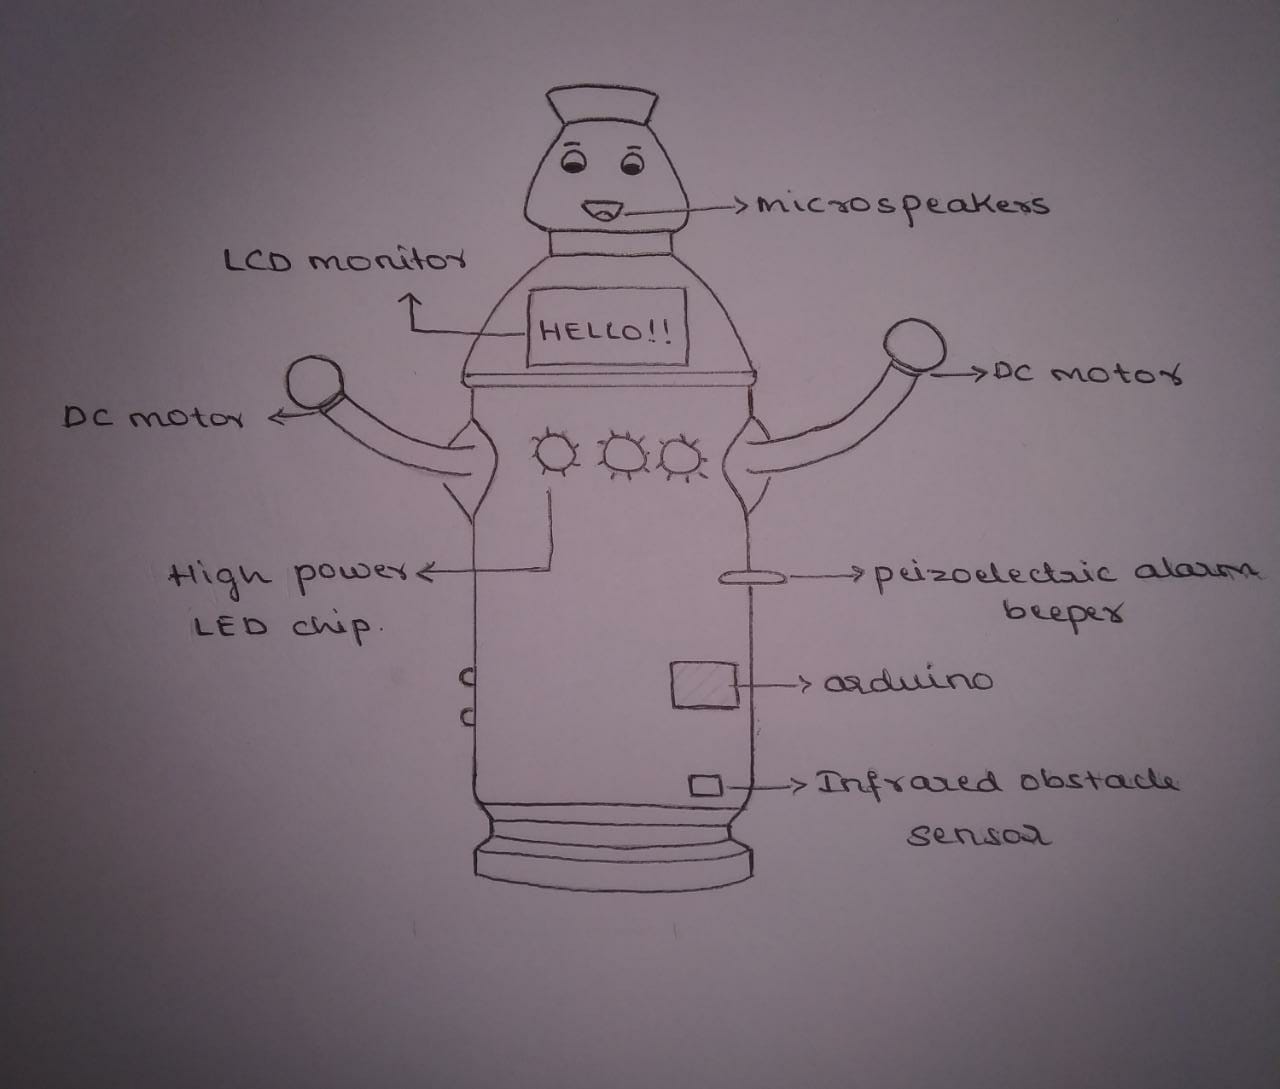 microspeakers
LCD monitor
HELLO!!
DC motor
DC motor
High power
LED chip.
peizoelectric alarm
beeper
arduino
Infrared obstacle
sensor